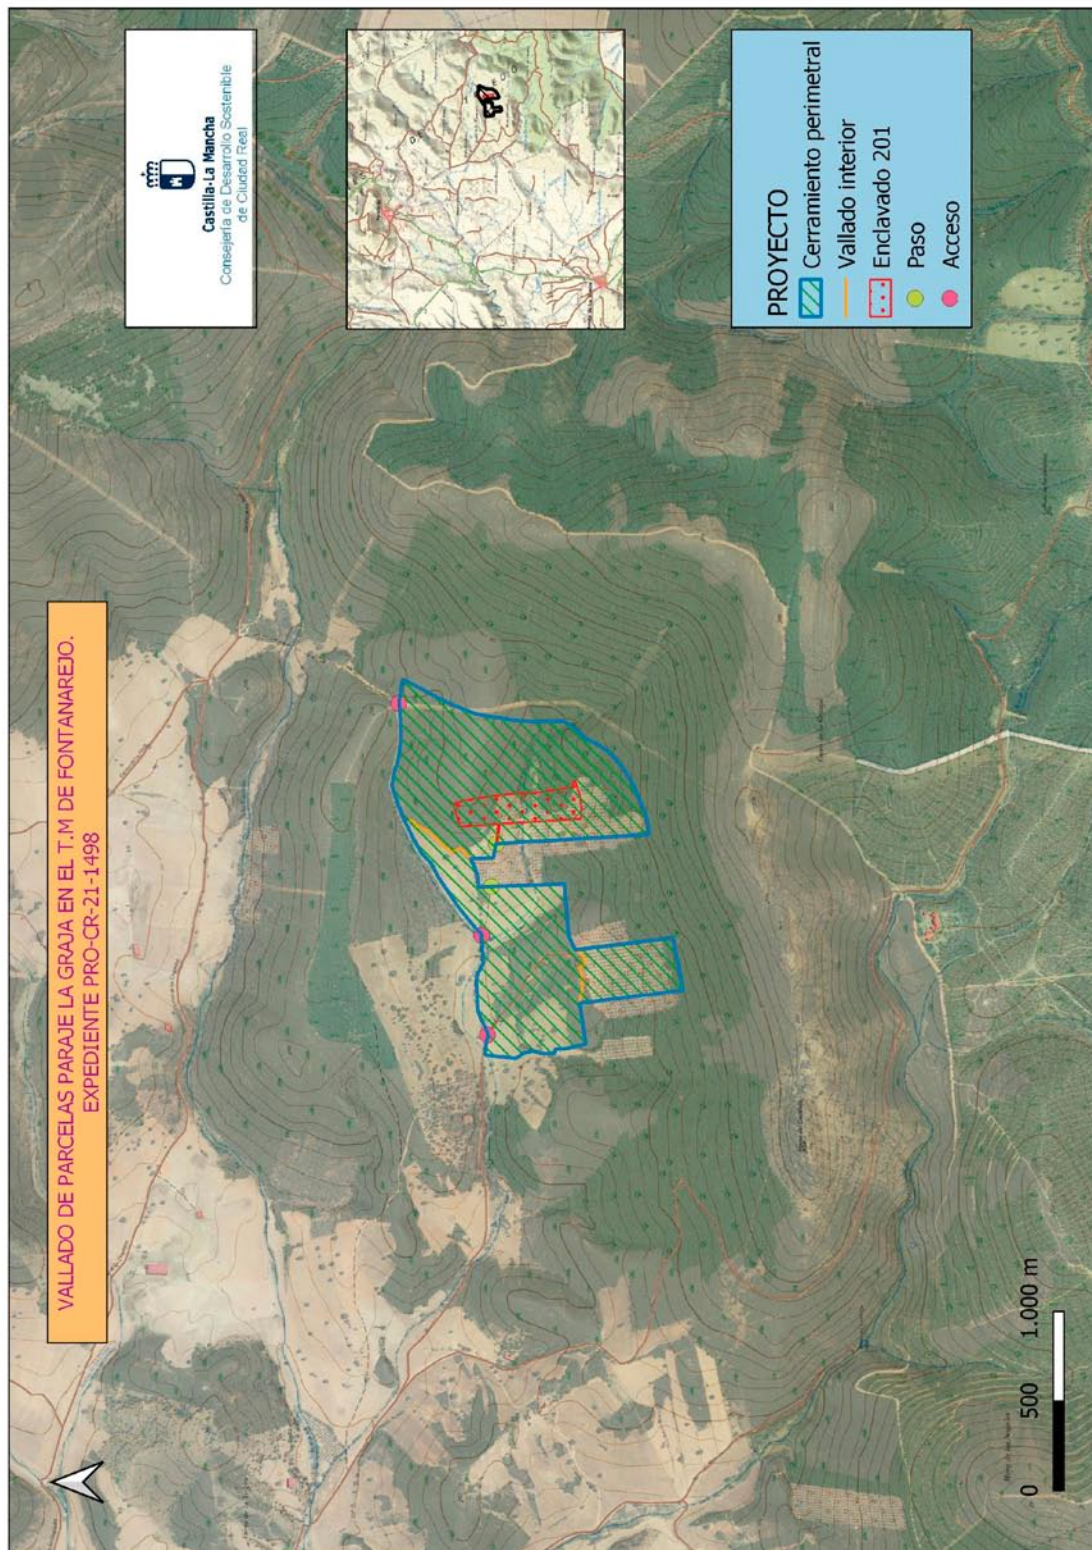 VALLADO DE PARCELAS PARAJE LA GRAJA EN EL T.M DE FONTANAREJO.
EXPEDIENTE PRO-CR-21-1498
Castilla-La Mancha
Consejería de Desarrollo Sostenible
de Ciudad Real
PROYECTO
Cerramiento perimetral
Vallado interior
Enclavado 201
Paso
Acceso
0 500 1.000 m